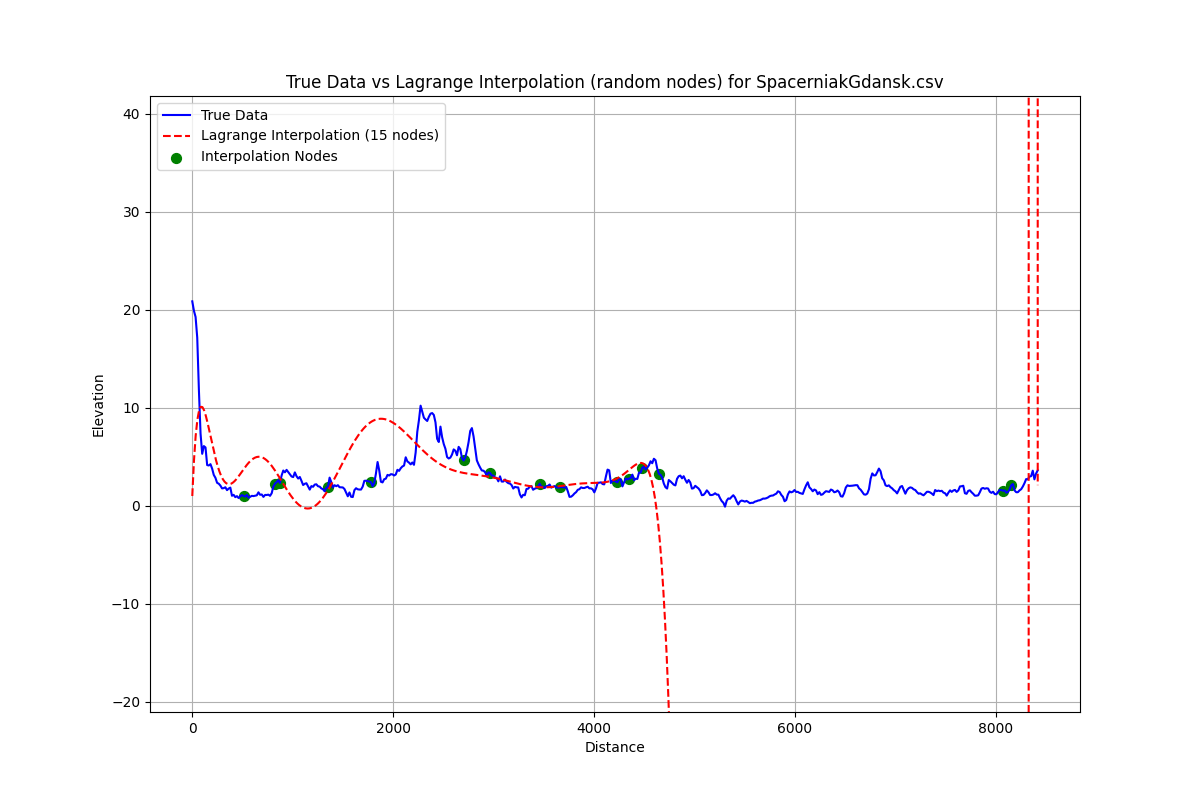 True Data vs Lagrange Interpolation (random nodes) for SpacerniakGdansk.csv
True Data
Lagrange Interpolation (15 nodes)
Interpolation Nodes
40
30
20
10
0
−10
−20
Elevation
0 2000 4000 6000 8000
Distance